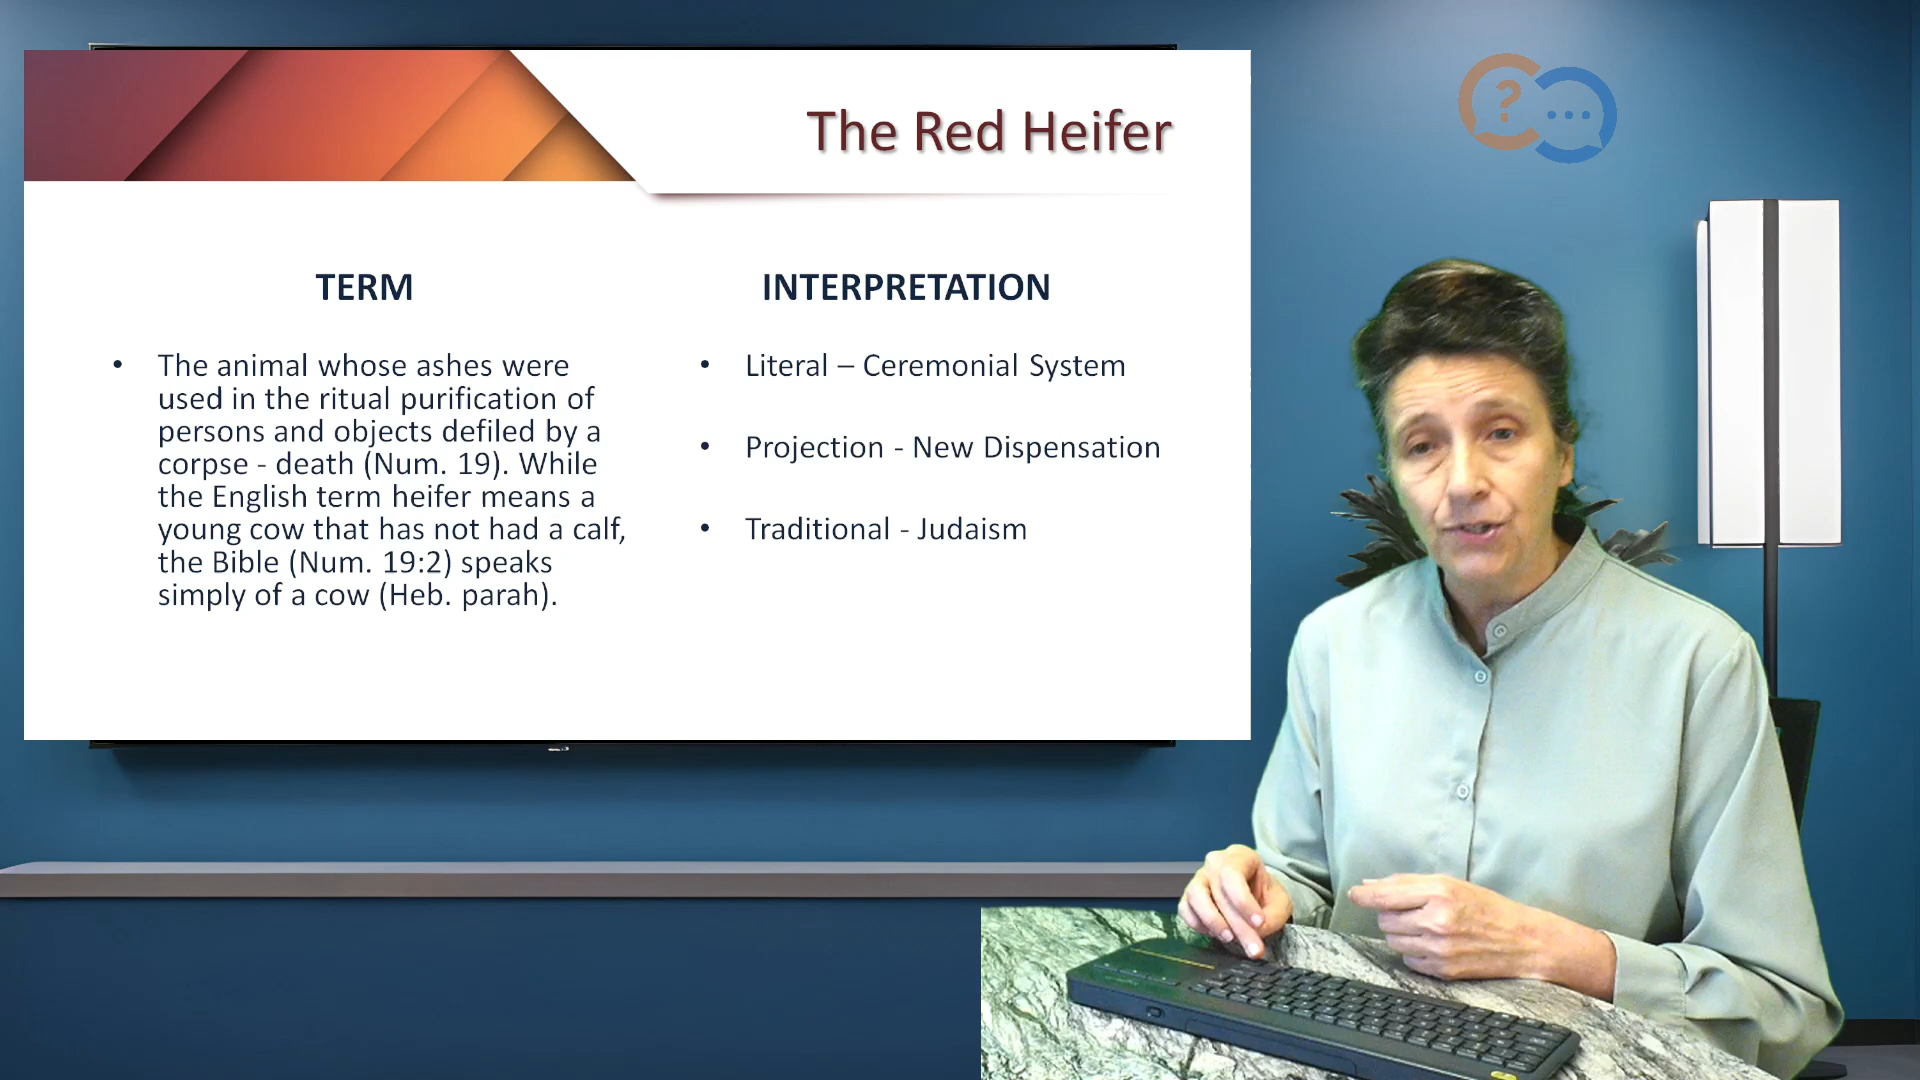 The Red Heifer
TERM
• The animal whose ashes were
used in the ritual purification of
persons and objects defiled by a
corpse - death (Num. 19). While
the English term heifer means a
young cow that has not had a calf,
the Bible (Num. 19:2) speaks
simply of a cow (Heb. parah).
INTERPRETATION
• Literal – Ceremonial System
• Projection - New Dispensation
• Traditional - Judaism
?...